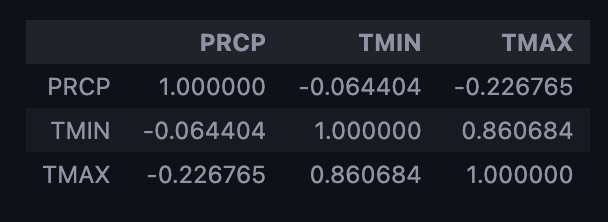 PRCP TMIN TMAX
PRCP 1.000000 -0.064404 -0.226765
TMIN -0.064404 1.000000 0.860684
TMAX -0.226765 0.860684 1.000000